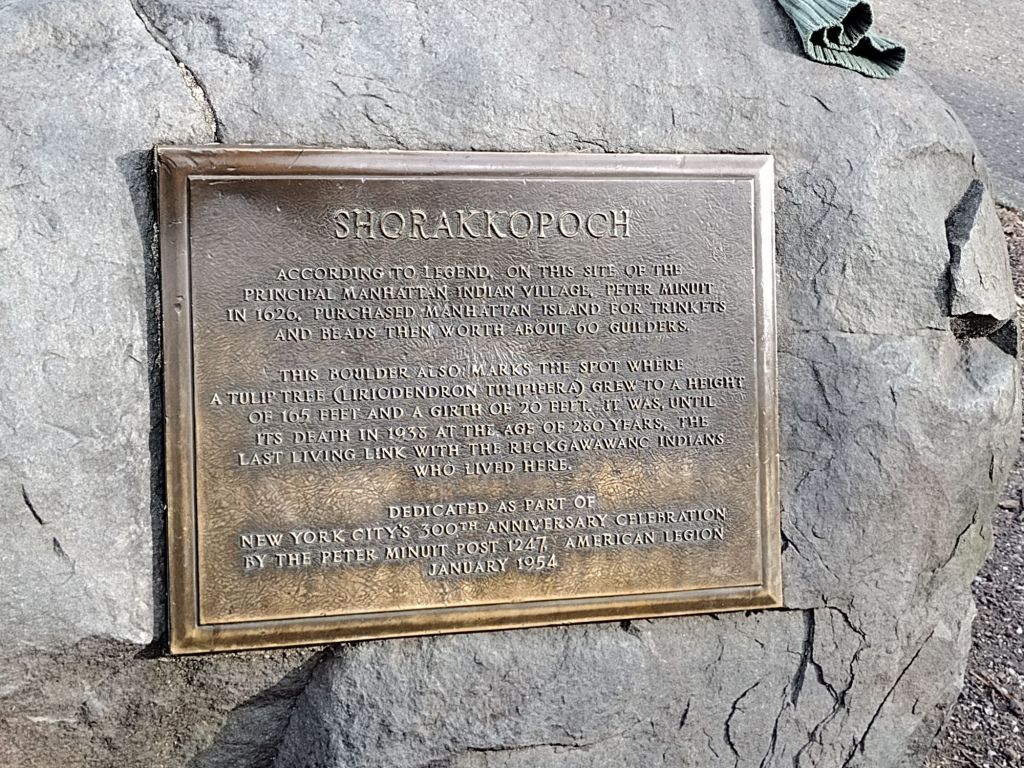 SHORAKKOPOCH
ACCORDING TO LEGEND, ON THIS SITE OF THE
PRINCIPAL MANHATTAN INDIAN VILLAGE, PETER MINUIT
IN 1626, PURCHASED MANHATTAN ISLAND FOR TRINKETS
AND BEADS THEN WORTH ABOUT 60 GUILDERS.
THIS BOULDER ALSO MARKS THE SPOT WHERE
A TULIP TREE (LIRIODENDRON TULIPIFERA) GREW TO A HEIGHT
OF 165 FEET AND A GIRTH OF 20 FEET. IT WAS, UNTIL
ITS DEATH IN 1938 AT THE AGE OF 280 YEARS, THE
LAST LIVING LINK WITH THE RECKGAWAWANC INDIANS
WHO LIVED HERE.
DEDICATED AS PART OF
NEW YORK CITY'S 300TH ANNIVERSARY CELEBRATION
BY THE PETER MINUIT POST 1247, AMERICAN LEGION
JANUARY 1954